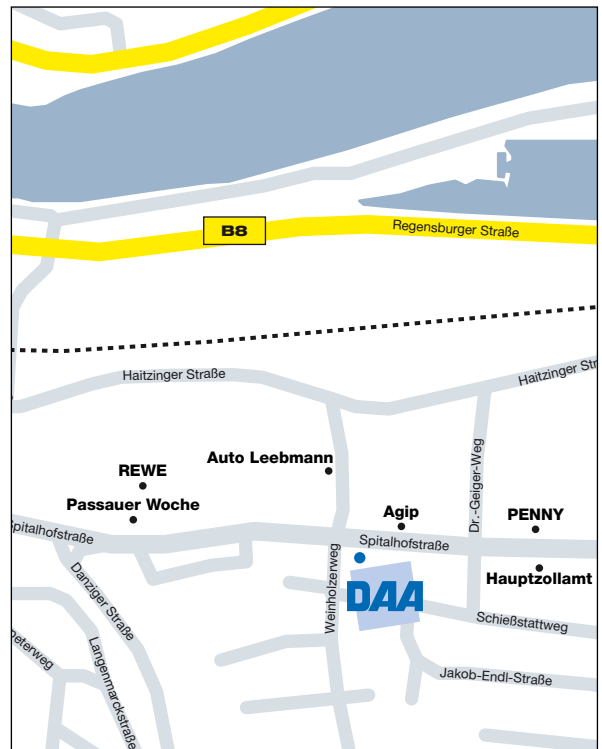 B8
Regensburger Straße
Haitzinger Straße
Haitzinger Str
Auto Leebmann
REWE
Passauer Woche
Agip
PENNY
Dr.-Geiger-Weg
Spitalhofstraße
Spitalhofstraße
Hauptzollamt
DAA
Weinholzerweg
Danziger Straße
Schießstattweg
Langenmarckstraße
neterweg
Jakob-Endl-Straße